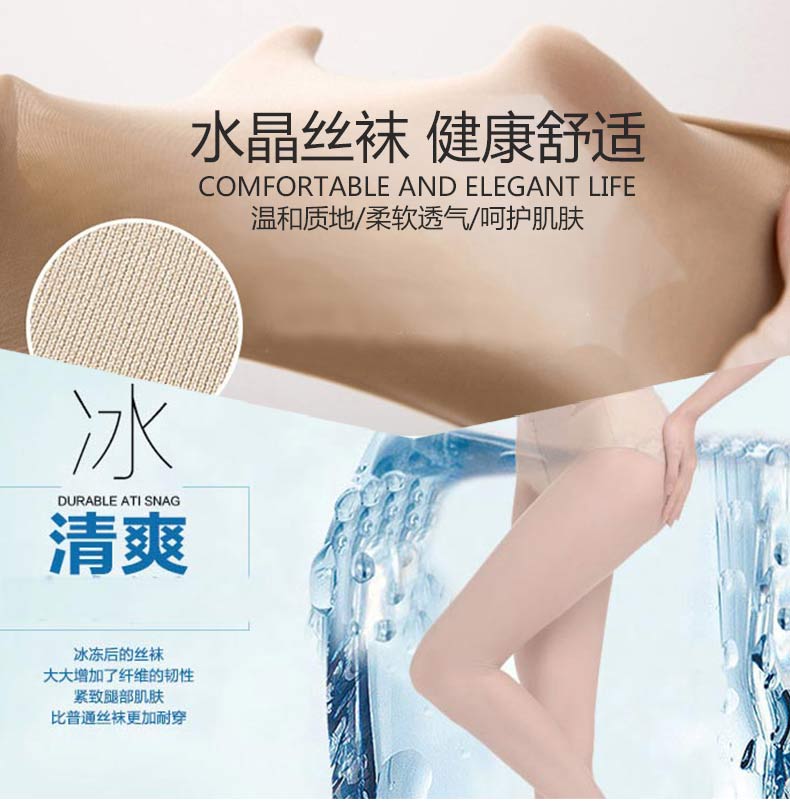 水晶丝袜 健康舒适
COMFORTABLE AND ELEGANT LIFE
温和质地/柔软透气/呵护肌肤
冰
DURABLE ATI SNAG
清爽
冰冻后的丝袜
大大增加了纤维的韧性
紧致腿部肌肤
比普通丝袜更加耐穿